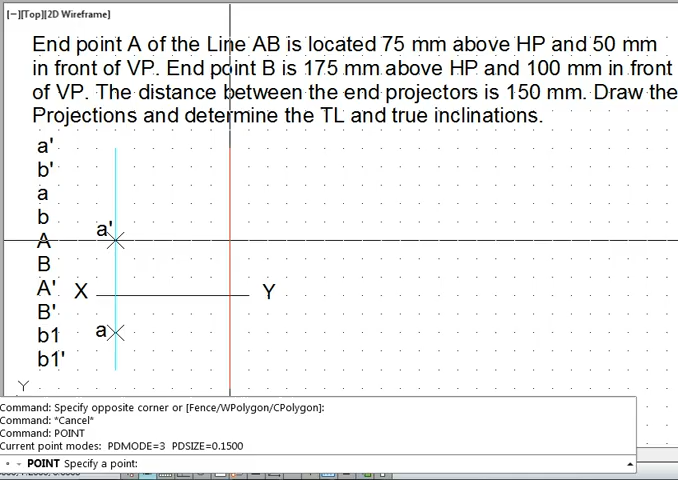 [−][Top][2D Wireframe]
End point A of the Line AB is located 75 mm above HP and 50 mm
in front of VP. End point B is 175 mm above HP and 100 mm in front
of VP. The distance between the end projectors is 150 mm. Draw the
Projections and determine the TL and true inclinations.
a'
b'
a
b
a'
A
B
A'
X
Y
B'
b1
a
b1'
Y
Command: Specify opposite corner or [Fence/WPolygon/CPolygon]:
Command: *Cancel*
Command: POINT
Current point modes:  PDMODE=3  PDSIZE=0.1500
POINT Specify a point: